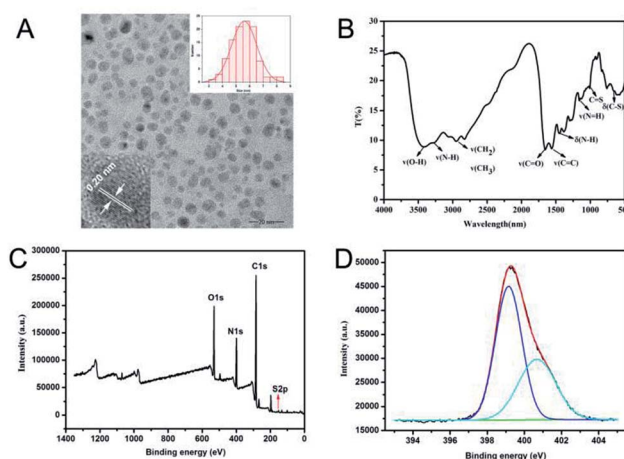 A
0.20 nm
20 nm
B
T(%)
30
25
20
15
10
5
0
ν(O-H)
ν(N-H)
ν(CH2)
ν(CH3)
ν(C=O)
ν(C=C)
δ(N-H)
ν(N=H)
C=S
δ(C-S)
4000 3500 3000 2500 2000 1500 1000 500
Wavelength(nm)
C
Intensity (a.u.)
300000
250000
200000
150000
100000
50000
0
O1s
N1s
C1s
S2p
1400 1200 1000 800 600 400 200 0
Binding energy (eV)
D
Intensity (a.u.)
50000
45000
40000
35000
30000
25000
20000
15000
394 396 398 400 402 404
Binding energy (eV)